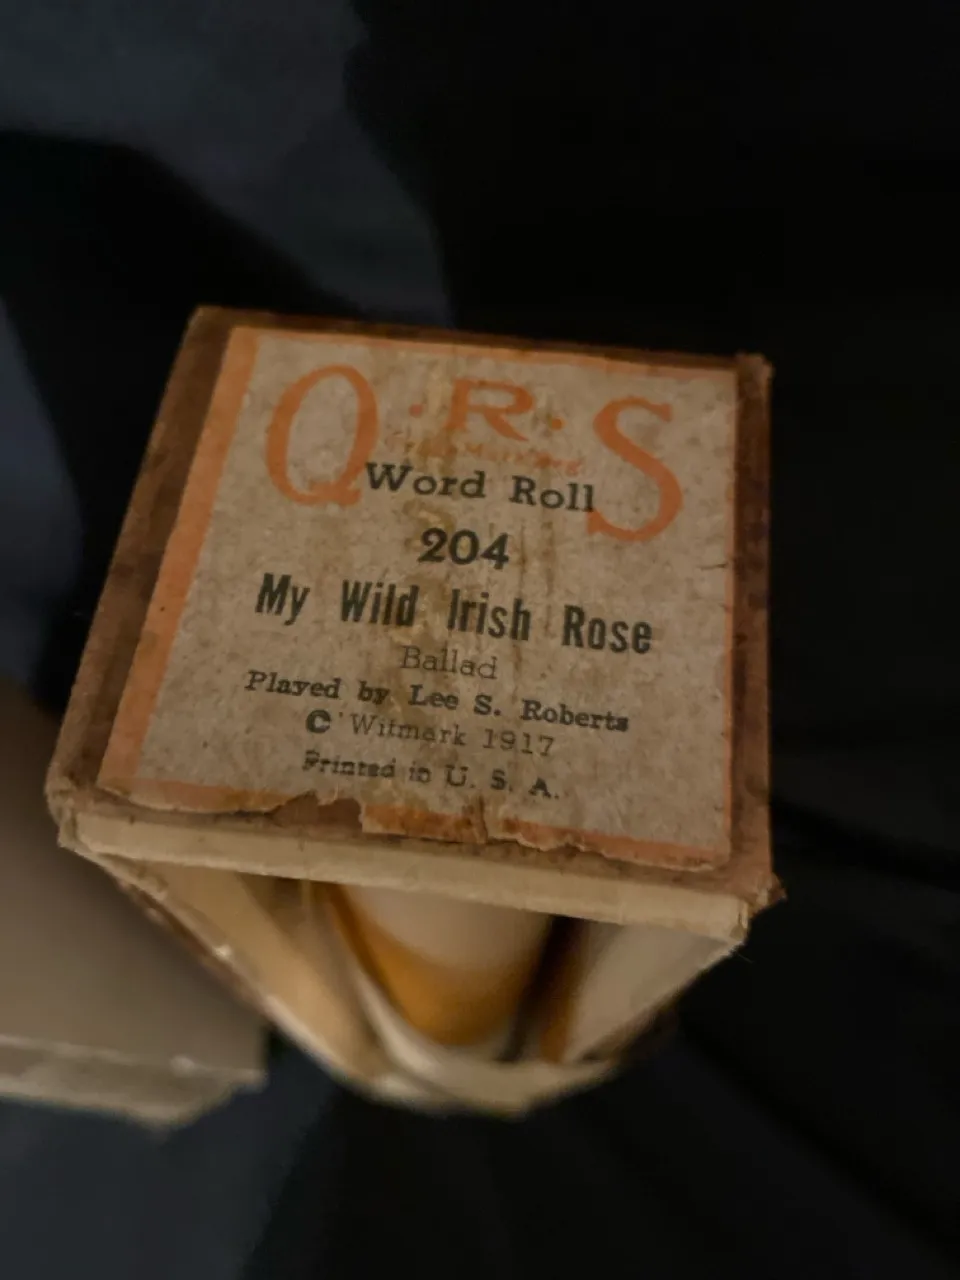 Q·R·S
Word Roll
204
My Wild Irish Rose
Ballad
Played by Lee S. Roberts
© Witmark 1917
Printed in U. S. A.